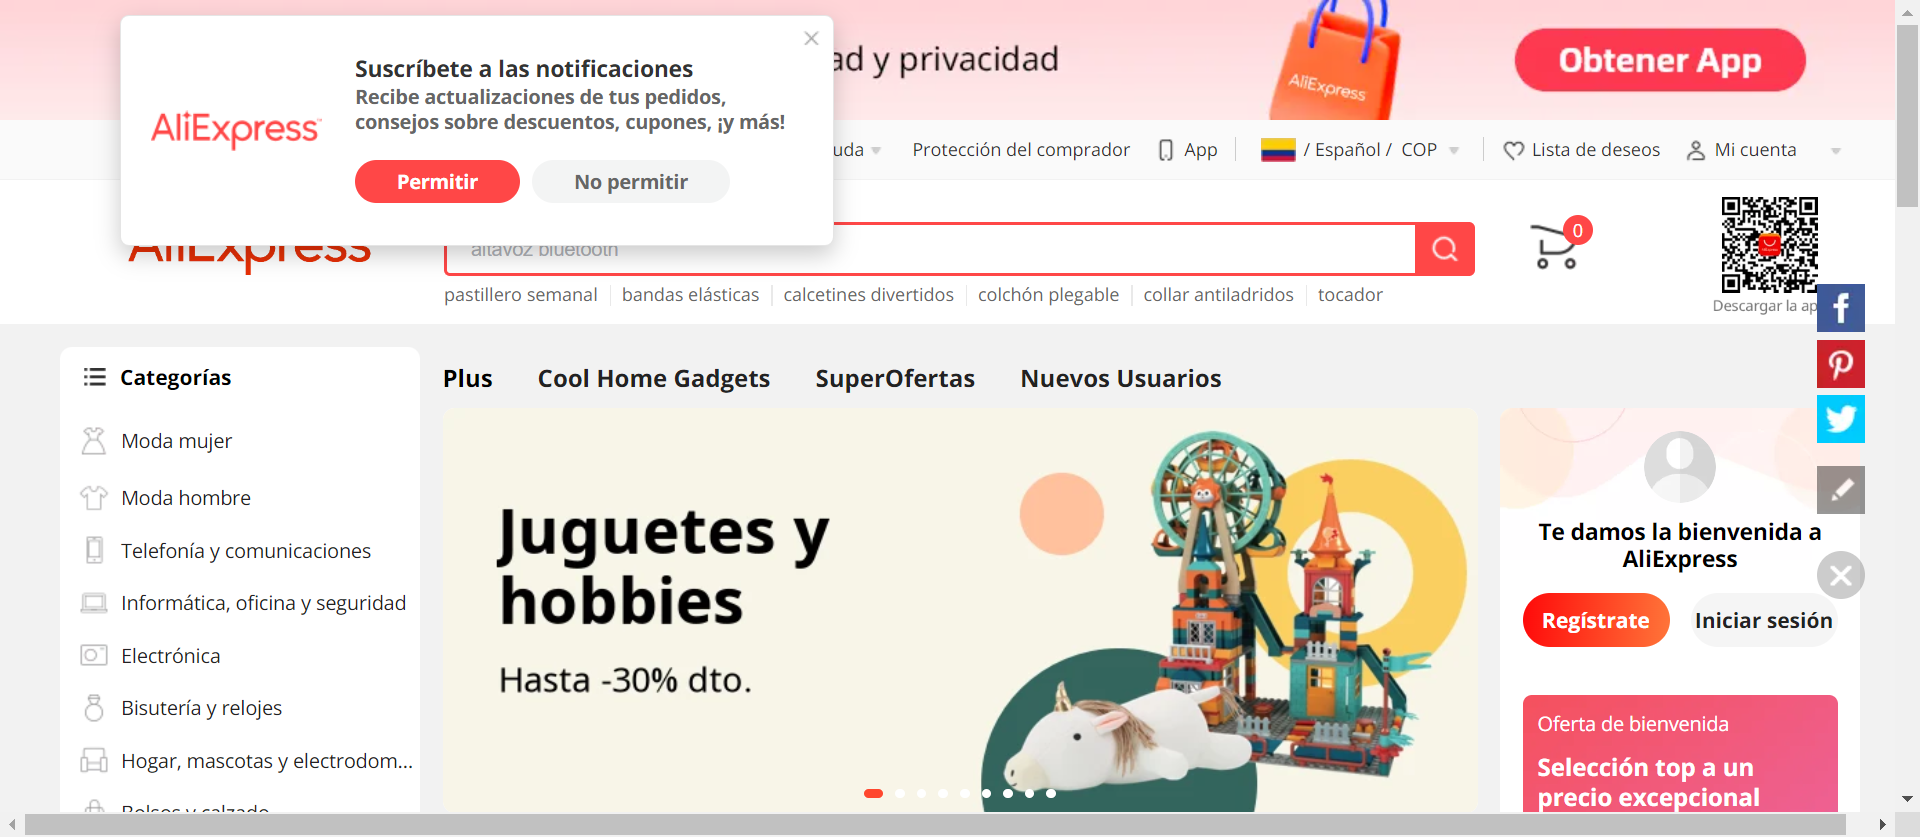 ad y privacidad
AliExpress
Obtener App
AliExpress
Suscríbete a las notificaciones
Recibe actualizaciones de tus pedidos,
consejos sobre descuentos, cupones, ¡y más!
Permitir
No permitir
uda
Protección del comprador
App
/ Español / COP
Lista de deseos
Mi cuenta
AliExpress
altavoz bluetooth
0
pastillero semanal
bandas elásticas
calcetines divertidos
colchón plegable
collar antiladridos
tocador
Descargar la ap
Categorías
Moda mujer
Moda hombre
Telefonía y comunicaciones
Informática, oficina y seguridad
Electrónica
Bisutería y relojes
Hogar, mascotas y electrodom...
Bolsos y calzado
Plus
Cool Home Gadgets
SuperOfertas
Nuevos Usuarios
Juguetes y
hobbies
Hasta -30% dto.
Te damos la bienvenida a
AliExpress
Regístrate
Iniciar sesión
Oferta de bienvenida
Selección top a un
precio excepcional